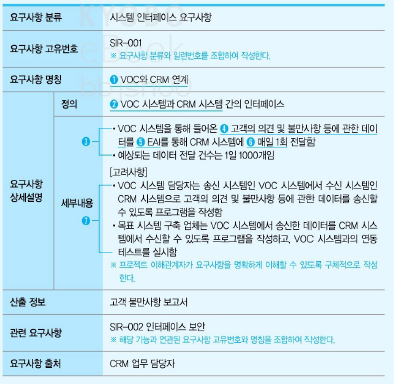 요구사항 분류 시스템 인터페이스 요구사항
요구사항 고유번호 SIR-001
※ 요구사항 분류와 일련번호를 조합하여 작성한다.
요구사항 명칭 ❶ VOC와 CRM 연계
요구사항 상세설명
정의 ❷ VOC 시스템과 CRM 시스템 간의 인터페이스
세부내용
❸
• VOC 시스템을 통해 들어온 ❹ 고객의 의견 및 불만사항 등에 관한 데이
터를 ❺ EAI를 통해 CRM 시스템에 ❻ 매일 1회 전달함
• 예상되는 데이터 전달 건수는 1일 1000개임
❼
[고려사항]
• VOC 시스템 담당자는 송신 시스템인 VOC 시스템에서 수신 시스템인
CRM 시스템으로 고객의 의견 및 불만사항 등에 관한 데이터를 송신할
수 있도록 프로그램을 작성함
• 목표 시스템 구축 업체는 VOC 시스템에서 송신한 데이터를 CRM 시스
템에서 수신할 수 있도록 프로그램을 작성하고, VOC 시스템과의 연동
테스트를 실시함
※ 프로젝트 이해관계자가 요구사항을 명확하게 이해할 수 있도록 구체적으로 작성
한다.
산출 정보 고객 불만사항 보고서
관련 요구사항 SIR-002 인터페이스 보안
※ 해당 기능과 연관된 요구사항 고유번호와 명칭을 조합하여 작성한다.
요구사항 출처 CRM 업무 담당자